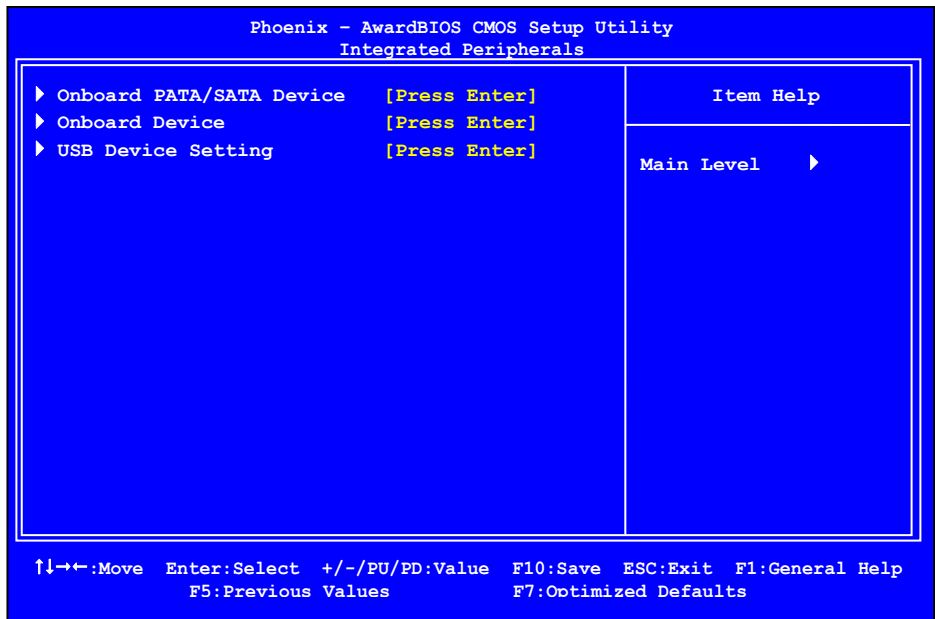 Phoenix – AwardBIOS CMOS Setup Utility
Integrated Peripherals
Onboard PATA/SATA Device [Press Enter]
Onboard Device [Press Enter]
USB Device Setting [Press Enter]
Item Help
Main Level
↑↓→←:Move Enter:Select +/-/PU/PD:Value F10:Save ESC:Exit F1:General Help
F5:Previous Values F7:Optimized Defaults